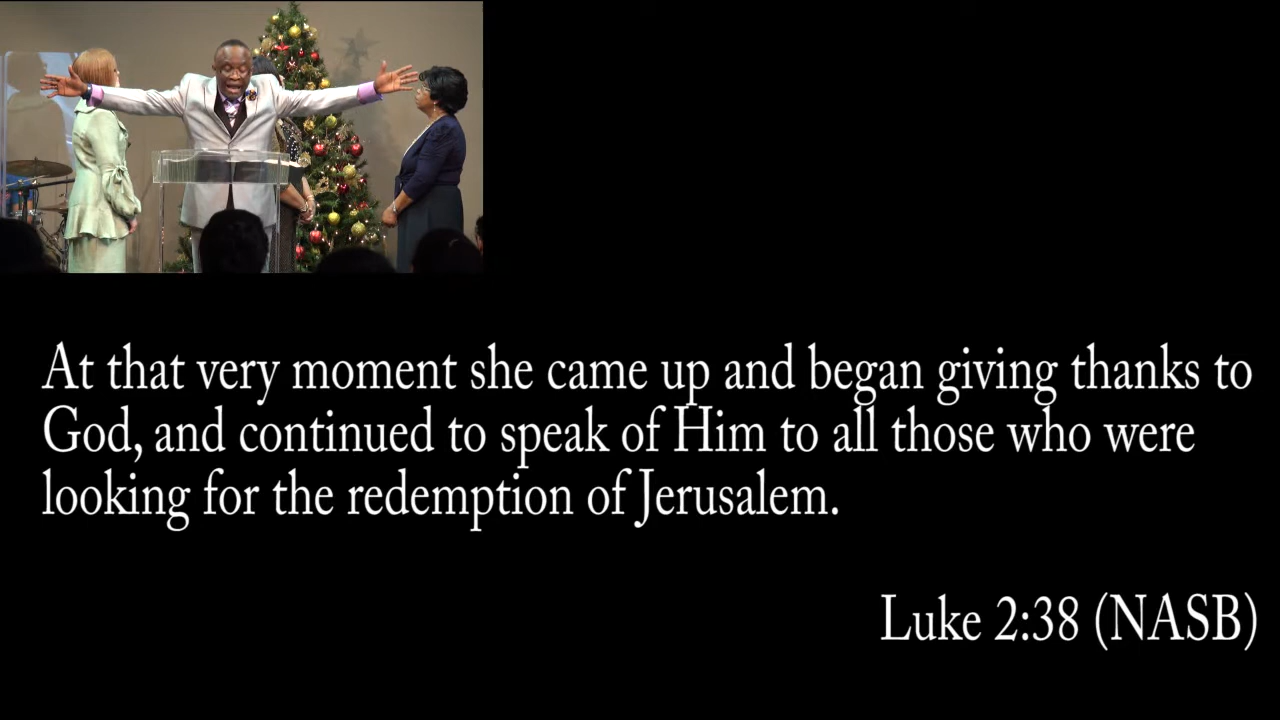 At that very moment she came up and began giving thanks to
God, and continued to speak of Him to all those who were
looking for the redemption of Jerusalem.
Luke 2:38 (NASB)